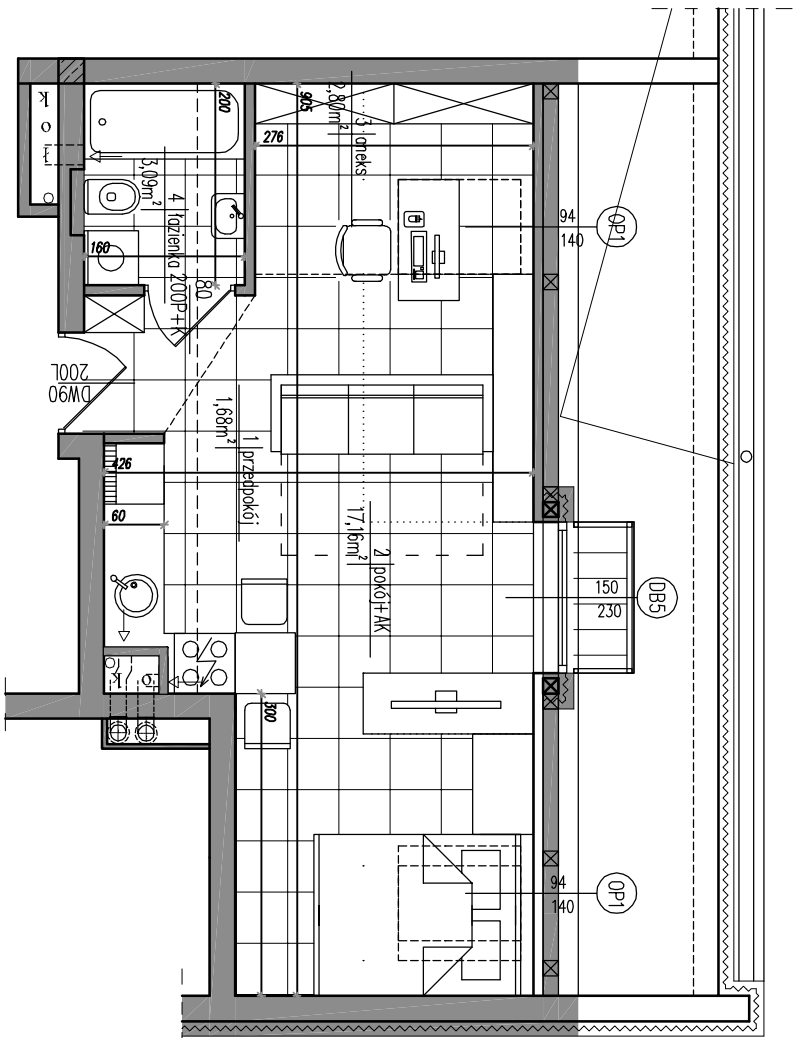 k
o
200
905
3 aneks
2,80m²
276
4 łazienka
3,09m²
94
140
OP1
160
80
200P+K
DW90
200L
1 przedpokój
1,68m²
426
60
2 pokój+AK
17,16m²
150
230
DB5
k
o
300
94
140
OP1